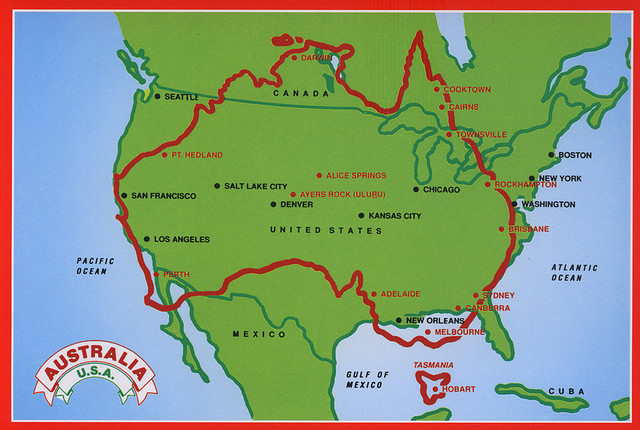 DARWIN
COOKTOWN
CANADA
SEATTLE
CAIRNS
TOWNSVILLE
PT. HEDLAND
BOSTON
ALICE SPRINGS
NEW YORK
SALT LAKE CITY
CHICAGO
ROCKHAMPTON
SAN FRANCISCO
AYERS ROCK (ULURU)
DENVER
WASHINGTON
KANSAS CITY
UNITED STATES
BRISBANE
LOS ANGELES
PACIFIC
OCEAN
ATLANTIC
OCEAN
PERTH
ADELAIDE
SYDNEY
CANBERRA
NEW ORLEANS
MELBOURNE
MEXICO
TASMANIA
GULF OF
MEXICO
HOBART
CUBA
AUSTRALIA
U.S.A.